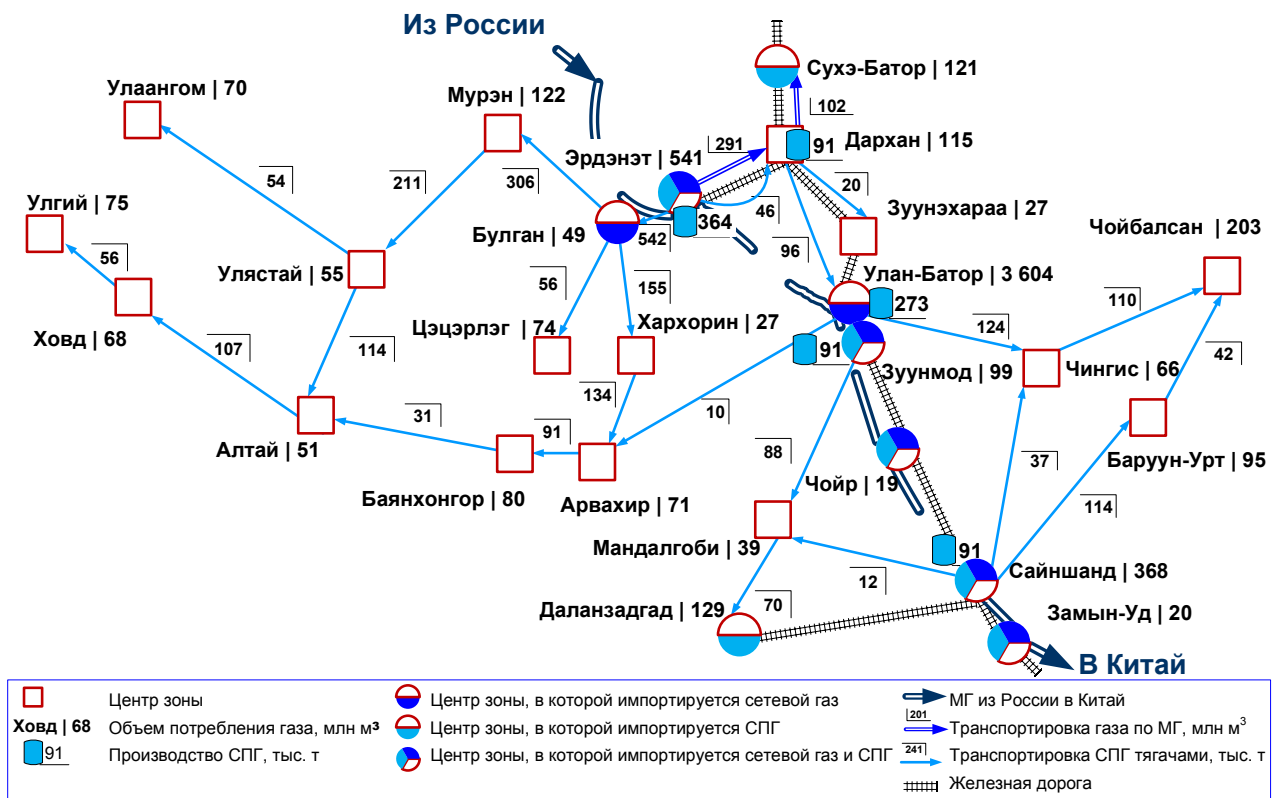 Из России
Сухэ-Батор | 121
Улаангом | 70
Мурэн | 122
102
291
91
Дархан | 115
Эрдэнэт | 541
54
211
306
20
Улгий | 75
46
Зуунэхараа | 27
364
Чойбалсан | 203
Булган | 49
542
96
56
Улястай | 55
Улан-Батор | 3 604
56
155
273
110
Ховд | 68
Цэцэрлэг | 74
Хархорин | 27
124
107
114
91
42
Зуунмод | 99
Чингис | 66
134
10
31
91
Алтай | 51
88
37
Баруун-Урт | 95
Баянхонгор | 80
Арвахир | 71
Чойр | 19
114
Мандалгоби | 39
91
12
Сайншанд | 368
Даланзадгад | 129
70
Замын-Уд | 20
В Китай
Центр зоны
Центр зоны, в которой импортируется сетевой газ
МГ из России в Китай
Ховд | 68
Объем потребления газа, млн м³
Центр зоны, в которой импортируется СПГ
201
Транспортировка газа по МГ, млн м3
91
Производство СПГ, тыс. т
Центр зоны, в которой импортируется сетевой газ и СПГ
241
Транспортировка СПГ тягачами, тыс. т
Железная дорога